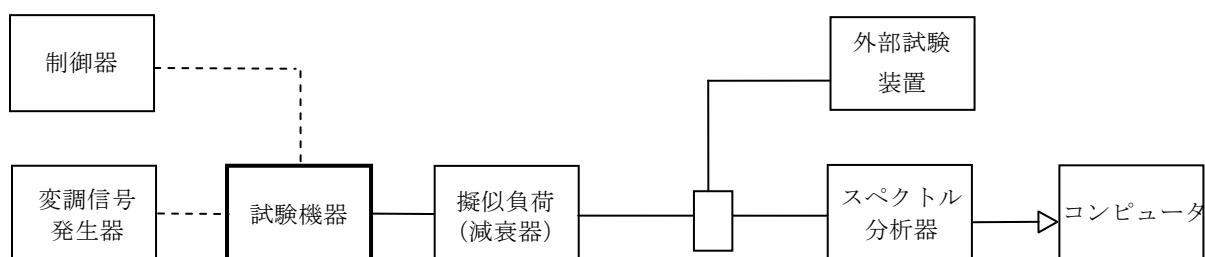 制御器
外部試験
装置
変調信号
発生器
試験機器
擬似負荷
(減衰器)
スペクトル
分析器
コンピュータ